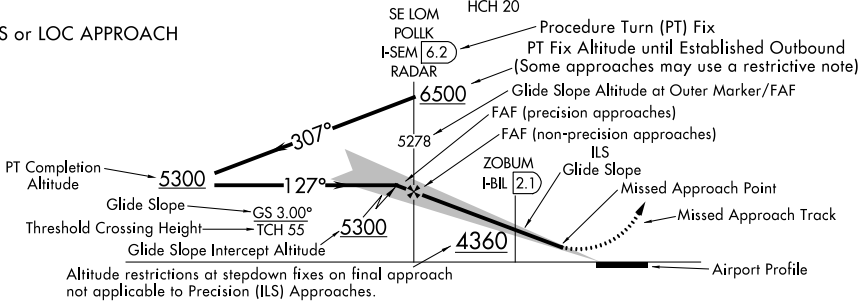 HCH 20
SE LOM
POLLK
I-SEM 6.2
RADAR
S or LOC APPROACH
Procedure Turn (PT) Fix
PT Fix Altitude until Established Outbound
(Some approaches may use a restrictive note)
6500
Glide Slope Altitude at Outer Marker/FAF
FAF (precision approaches)
307°
5278
FAF (non-precision approaches)
PT Completion
Altitude
5300
127°
ZOBUM
I-BIL 2.1
ILS
Glide Slope
Missed Approach Point
Missed Approach Track
Glide Slope
GS 3.00°
Threshold Crossing Height
TCH 55
5300
Glide Slope Intercept Altitude
4360
Altitude restrictions at stepdown fixes on final approach
not applicable to Precision (ILS) Approaches.
Airport Profile